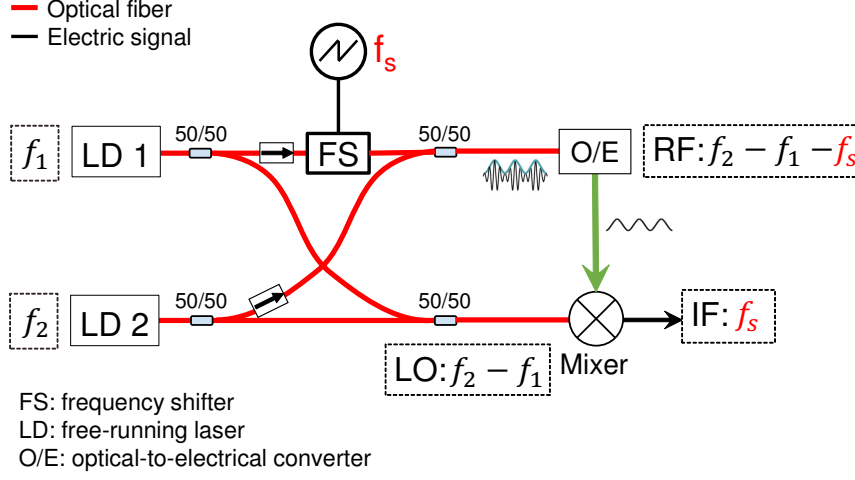 Optical fiber
Electric signal
fs
50/50
50/50
f1
LD 1
FS
O/E
RF: f2 − f1 −fs
50/50
50/50
f2
LD 2
IF: fs
LO: f2 − f1
Mixer
FS: frequency shifter
LD: free-running laser
O/E: optical-to-electrical converter